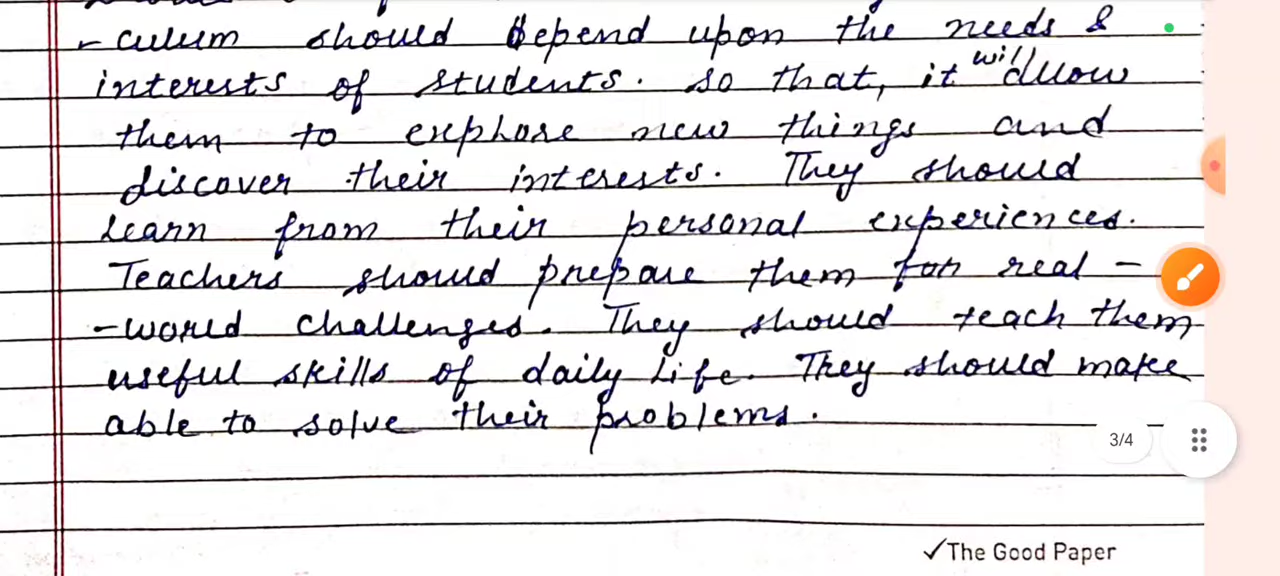 -culum should depend upon the needs &
interests of students. so that, it will allow
them to explore new things and
discover their interests. They should
learn from their personal experiences.
Teachers should prepare them for real -
-world challenges. They should teach them
useful skills of daily life. They should make
able to solve their problems.
3/4
✓The Good Paper